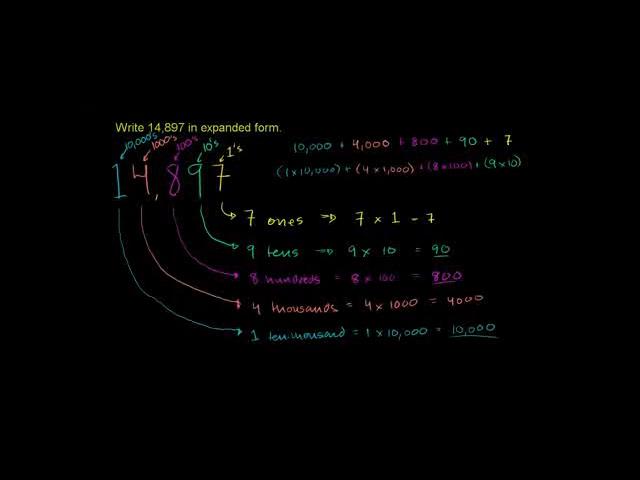 Write 14,897 in expanded form.
10,000's 1000's 100's 10's 1's
14,897
10,000 + 4,000 + 800 + 90 + 7
(1×10,000) + (4×1,000) + (8×100) + (9×10)
7 ones ⇒ 7 × 1 = 7
9 tens → 9 × 10 = 90
8 hundreds = 8 × 100 = 800
4 thousands = 4 × 1000 = 4000
1 ten-thousand = 1 × 10,000 = 10,000